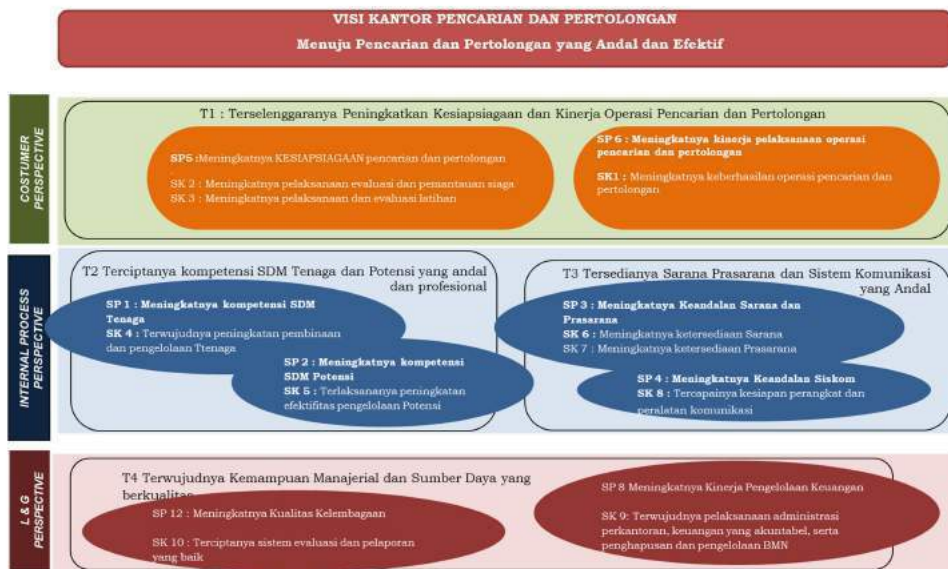 VISI KANTOR PENCARIAN DAN PERTOLONGAN
Menuju Pencarian dan Pertolongan yang Andal dan Efektif
COSTUMER
PERSPECTIVE
T1 : Terselenggaranya Peningkatkan Kesiapsiagaan dan Kinerja Operasi Pencarian dan Pertolongan
SP5 :Meningkatnya KESIAPSIAGAAN pencarian dan pertolongan
.
SK 2 : Meningkatnya pelaksanaan evaluasi dan pemantauan siaga
SK 3 : Meningkatnya pelaksanaan dan evaluasi latihan
SP 6 : Meningkatnya kinerja pelaksanaan operasi
pencarian dan pertolongan
SK1 : Meningkatnya keberhasilan operasi pencarian dan
pertolongan
INTERNAL PROCESS
PERSPECTIVE
T2 Terciptanya kompetensi SDM Tenaga dan Potensi yang andal
dan profesional
SP 1 : Meningkatnya kompetensi SDM
Tenaga
SK 4 : Terwujudnya peningkatan pembinaan
dan pengelolaan Ttenaga
SP 2 : Meningkatnya kompetensi
SDM Potensi
SK 5 : Terlaksananya peningkatan
efektifitas pengelolaan Potensi
T3 Tersedianya Sarana Prasarana dan Sistem Komunikasi
yang Andal
SP 3 : Meningkatnya Keandalan Sarana dan
Prasarana
SK 6 : Meningkatnya ketersediaan Sarana
SK 7 : Meningkatnya ketersediaan Prasarana
SP 4 : Meningkatnya Keandalan Siskom
SK 8 : Tercapainya kesiapan perangkat dan
peralatan komunikasi
L & G
PERSPECTIVE
T4 Terwujudnya Kemampuan Manajerial dan Sumber Daya yang
berkualitas
SP 12 : Meningkatnya Kualitas Kelembagaan
SK 10 : Terciptanya sistem evaluasi dan pelaporan
yang baik
SP 8 Meningkatnya Kinerja Pengelolaan Keuangan
SK 9: Terwujudnya pelaksanaan administrasi
perkantoran, keuangan yang akuntabel, serta
penghapusan dan pengelolaan BMN